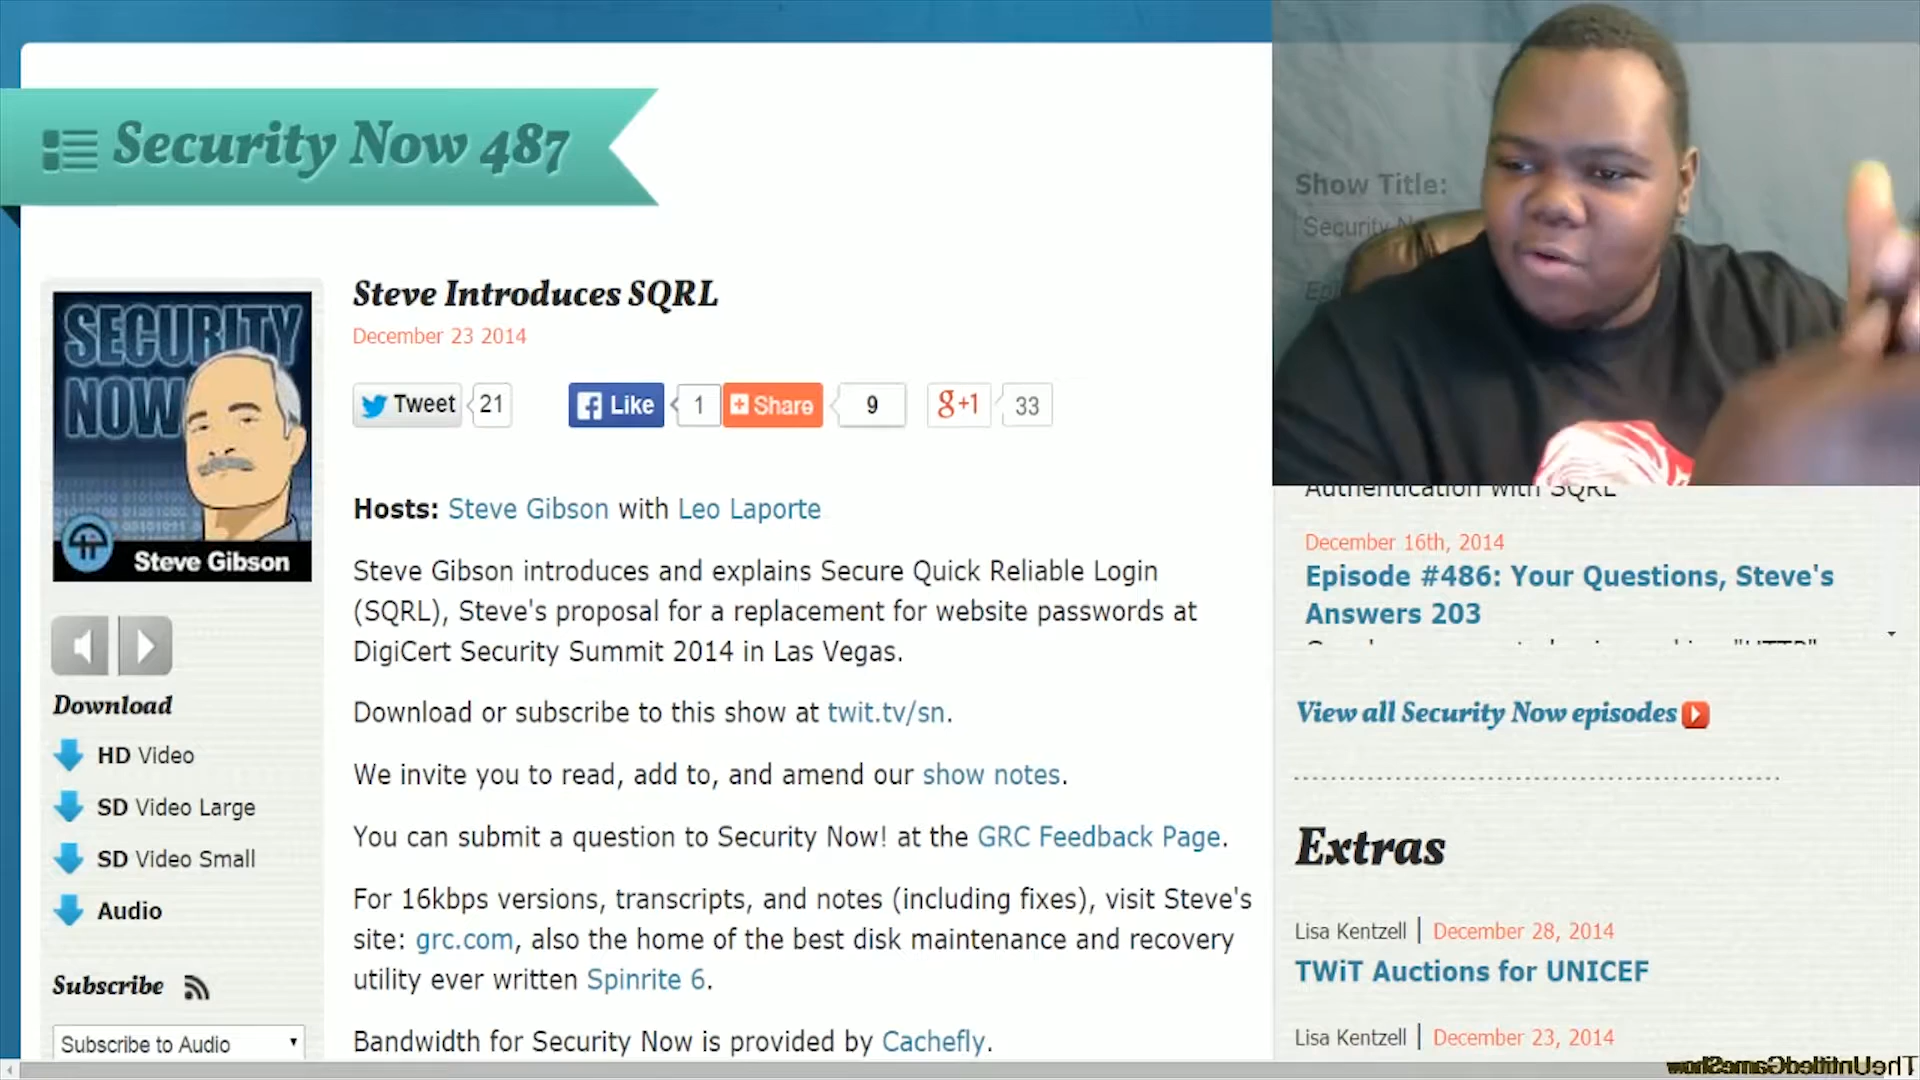 Security Now 487
SECURITY
NOW
Steve Gibson
Download
HD Video
SD Video Large
SD Video Small
Audio
Subscribe
Subscribe to Audio
Steve Introduces SQRL
December 23 2014
Tweet 21 Like 1 Share 9 g+1 33
Hosts: Steve Gibson with Leo Laporte
Steve Gibson introduces and explains Secure Quick Reliable Login
(SQRL), Steve's proposal for a replacement for website passwords at
DigiCert Security Summit 2014 in Las Vegas.
Download or subscribe to this show at twit.tv/sn.
We invite you to read, add to, and amend our show notes.
You can submit a question to Security Now! at the GRC Feedback Page.
For 16kbps versions, transcripts, and notes (including fixes), visit Steve's
site: grc.com, also the home of the best disk maintenance and recovery
utility ever written Spinrite 6.
Bandwidth for Security Now is provided by Cachefly.
Show Title:
Security
Authentication with SQRL
December 16th, 2014
Episode #486: Your Questions, Steve's
Answers 203
View all Security Now episodes
Extras
Lisa Kentzell | December 28, 2014
TWiT Auctions for UNICEF
Lisa Kentzell | December 23, 2014
TheUntitledGameShow